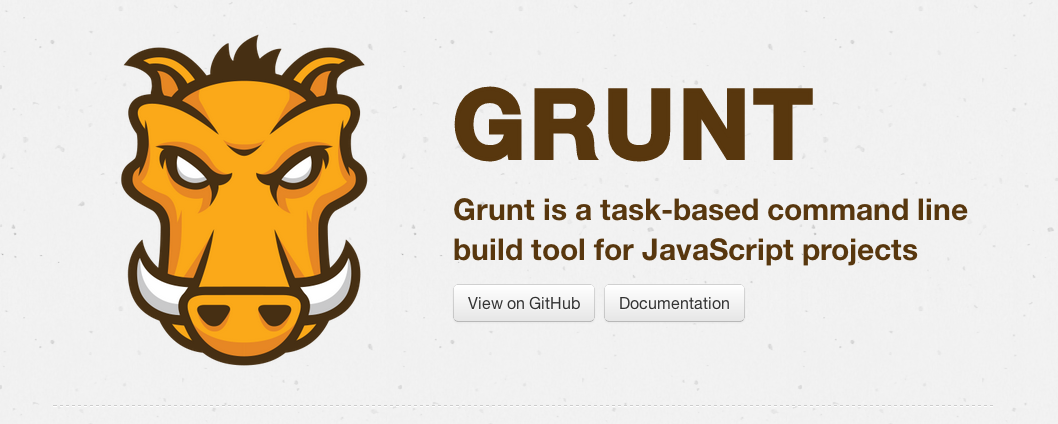 GRUNT
Grunt is a task-based command line
build tool for JavaScript projects
View on GitHub
Documentation